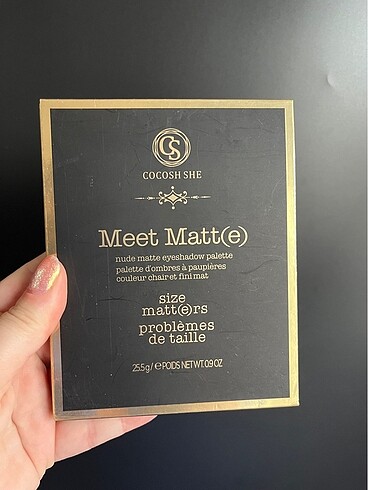 CS
COCOSH SHE
Meet Matt(e)
nude matte eyeshadow palette
palette d'ombres à paupières
couleur chair et fini mat
size
matt(e)rs
problèmes
de taille
25.5 g / ℮ POIDS NET WT. 0.9 OZ